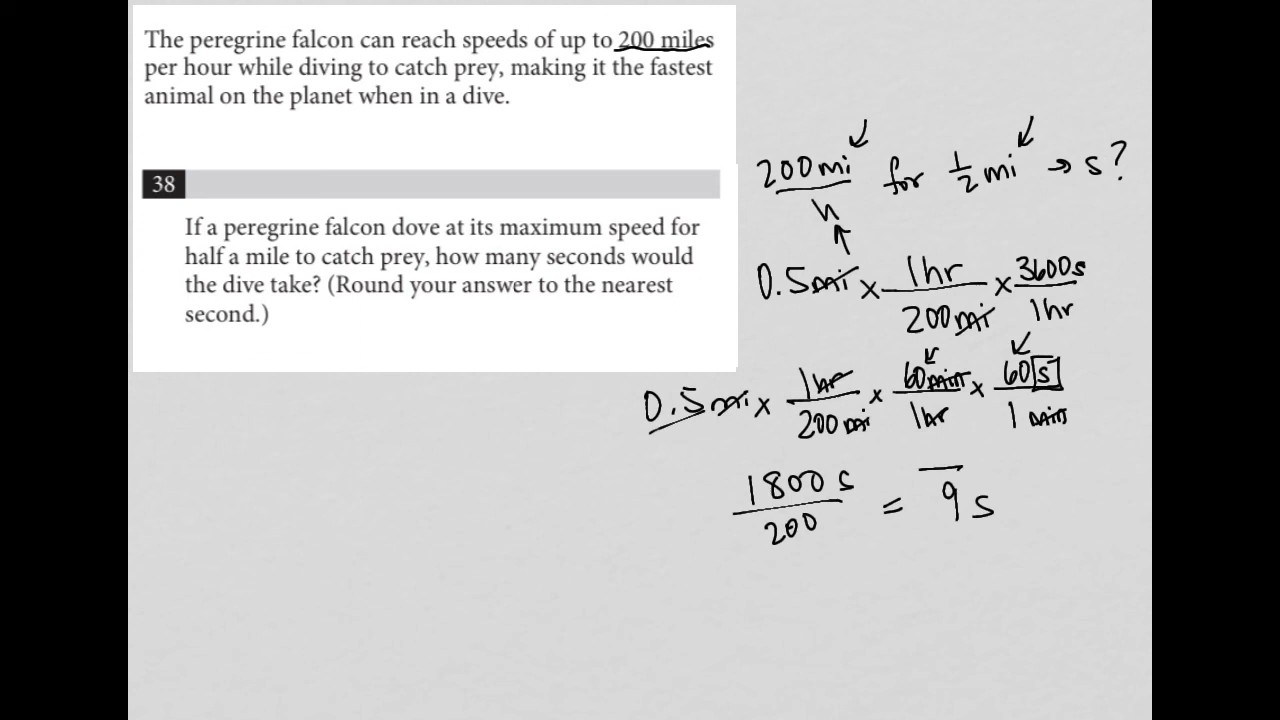 The peregrine falcon can reach speeds of up to 200 miles
per hour while diving to catch prey, making it the fastest
animal on the planet when in a dive.
38
If a peregrine falcon dove at its maximum speed for
half a mile to catch prey, how many seconds would
the dive take? (Round your answer to the nearest
second.)
200mi/h for 1/2 mi → s?
0.5mi × 1hr/200mi × 3600s/1hr
0.5mi × 1hr/200mi × 60min/1hr × 60s/1min
1800s/200 = 9s